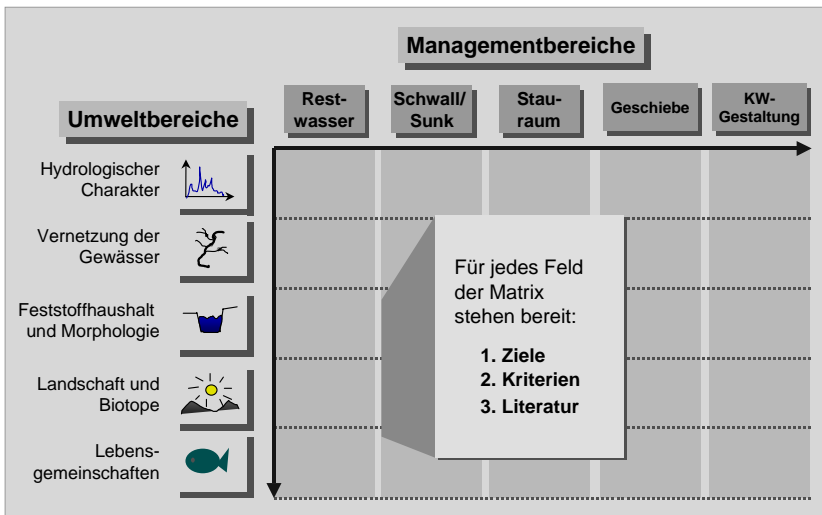 Managementbereiche
Umweltbereiche
Rest-
wasser
Schwall/
Sunk
Stau-
raum
Geschiebe
KW-
Gestaltung
Hydrologischer
Charakter
Vernetzung der
Gewässer
Feststoffhaushalt
und Morphologie
Landschaft und
Biotope
Lebens-
gemeinschaften
Für jedes Feld
der Matrix
stehen bereit:
1. Ziele
2. Kriterien
3. Literatur